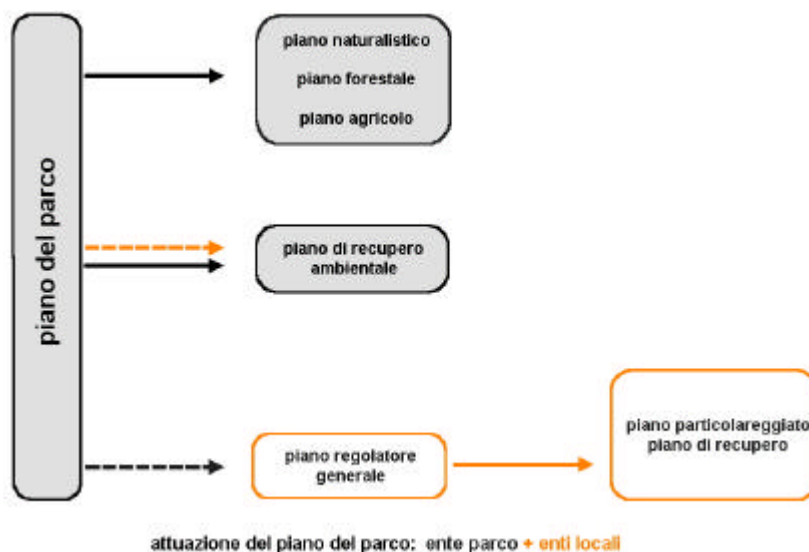 piano del parco
piano naturalistico
piano forestale
piano agricolo
piano di recupero
ambientale
piano regolatore
generale
piano particolareggiato
piano di recupero
attuazione del piano del parco: ente parco + enti locali